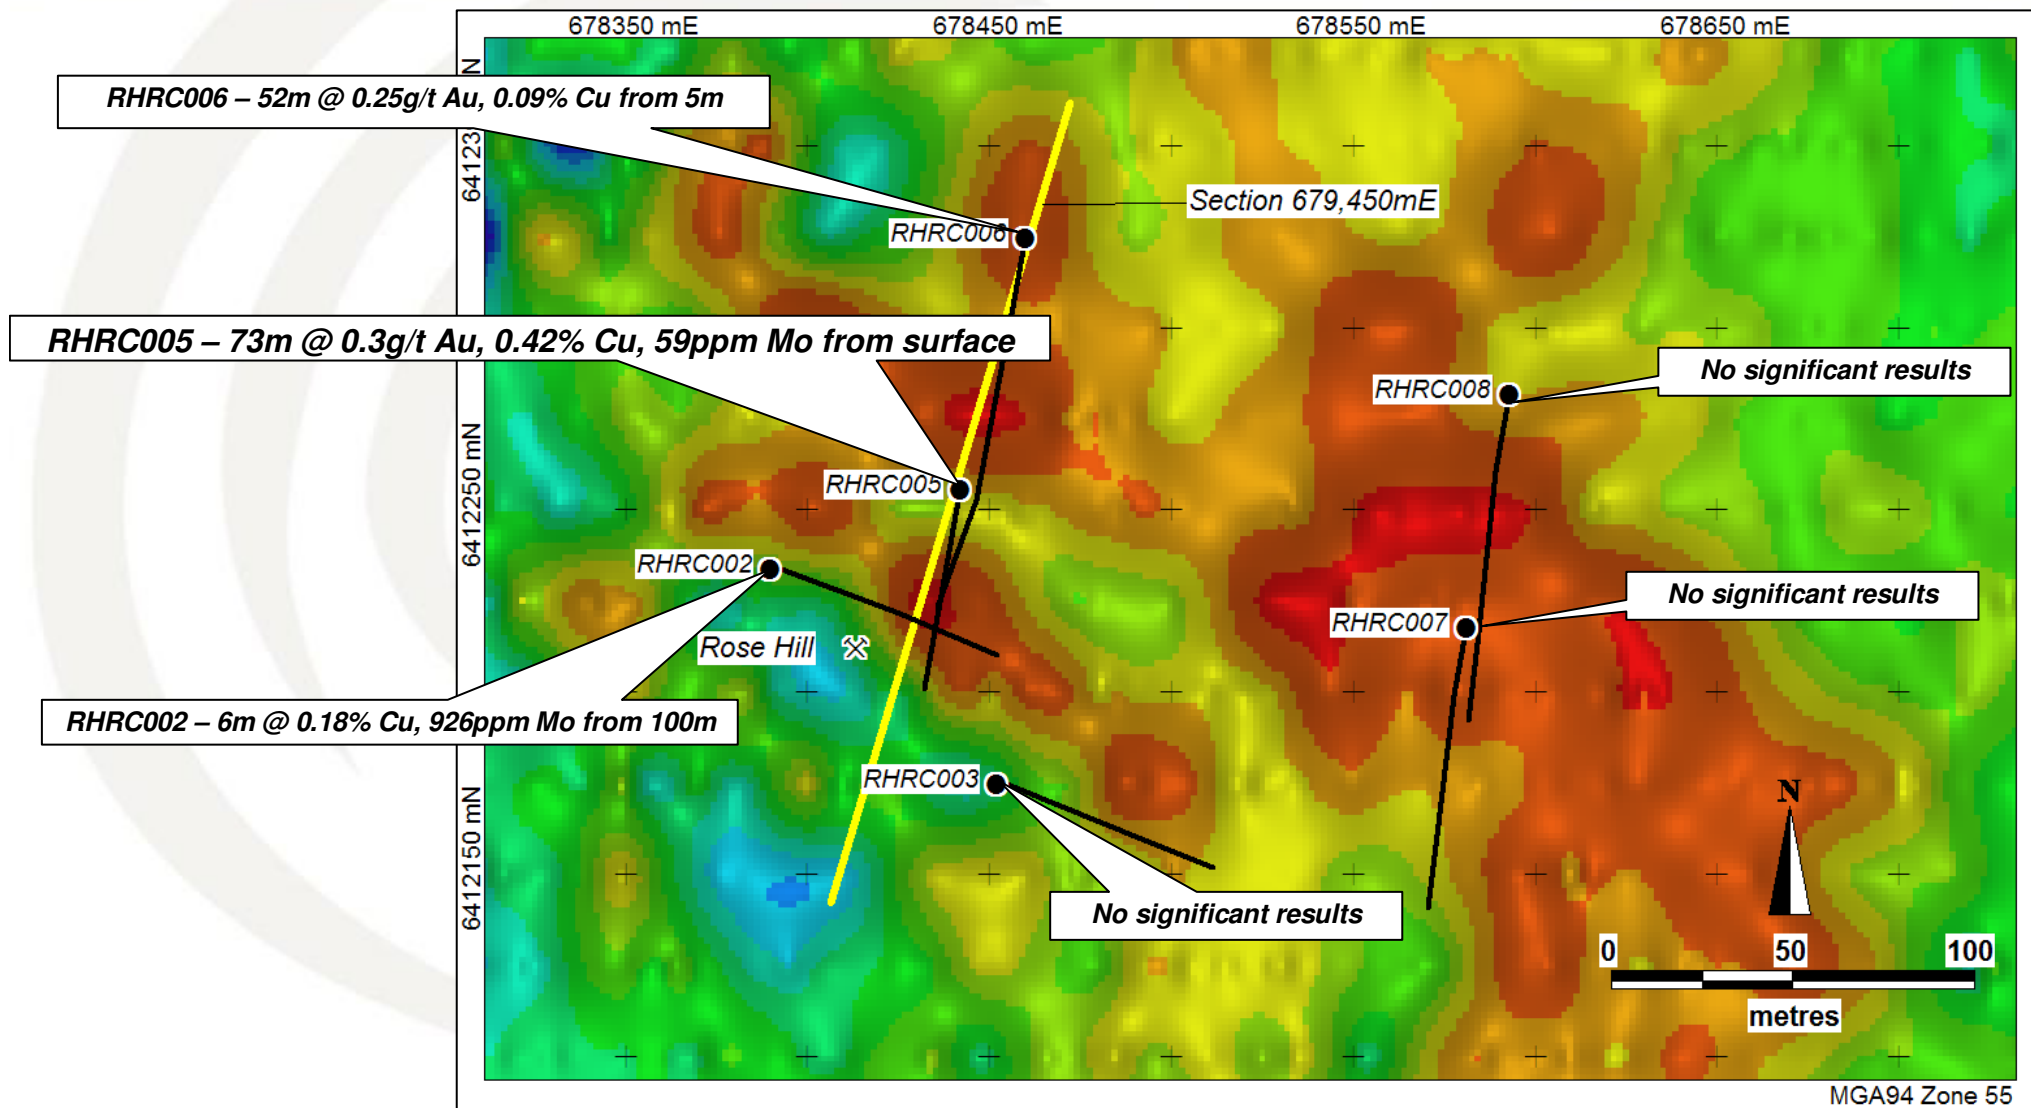 678350 mE 678450 mE 678550 mE 678650 mE
RHRC006 – 52m @ 0.25g/t Au, 0.09% Cu from 5m
64123 N
Section 679,450mE
RHRC006
RHRC005 – 73m @ 0.3g/t Au, 0.42% Cu, 59ppm Mo from surface
No significant results
RHRC008
6412250 mN
RHRC005
RHRC002
No significant results
RHRC007
Rose Hill
RHRC002 – 6m @ 0.18% Cu, 926ppm Mo from 100m
RHRC003
6412150 mN
N
No significant results
0 50 100
metres
MGA94 Zone 55